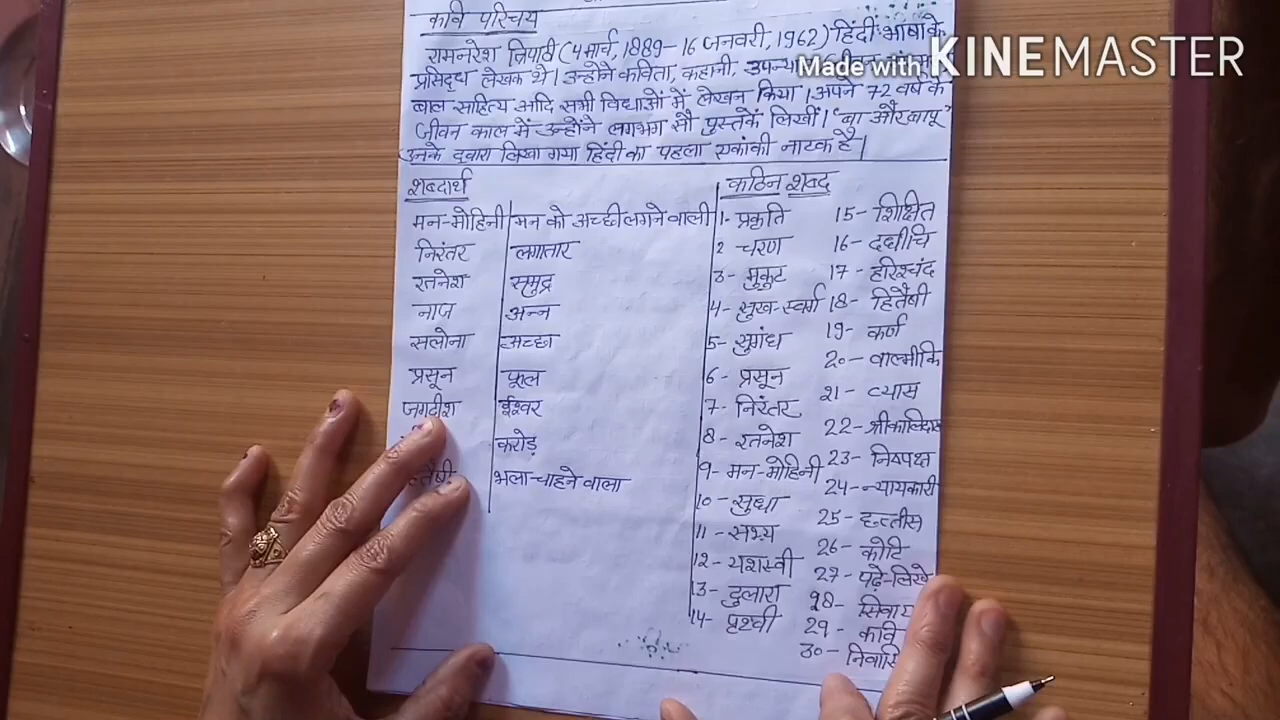 कवि परिचय
रामनरेश त्रिपाठी (4 मार्च, 1889 - 16 जनवरी, 1962) हिंदी भाषा के
Made with KINEMASTER
प्रसिद्ध लेखक थे। उन्होंने कविता, कहानी,
बाल साहित्य आदि सभी विधाओं में लेखन किया। अपने 72 वर्ष के
जीवन काल में उन्होंने लगभग सौ पुस्तकें लिखीं। 'बा और बापू'
उनके द्वारा लिखा गया हिंदी का पहला एकांकी नाटक है।
शब्दार्थ
मन-मोहिनी मन को अच्छी लगने वाली
निरंतर लगातार
रत्नेश समुद्र
नाज अन्न
सलोना अच्छा
प्रसून फूल
जगदीश ईश्वर
करोड़
भला-चाहने वाला
कठिन शब्द
1- प्रकृति
2 चरण
3- मुकुट
4- सुख-स्वर्ग
5- सुगंध
6- प्रसून
7- निरंतर
8- रत्नेश
9- मन-मोहिनी
10- सुधा
11- सभ्य
12- यशस्वी
13- दुलारा
14- पृथ्वी
15- शिक्षित
16- दधीचि
17- हरिश्चंद
18- हितैषी
19- कर्ण
20- वाल्मीकि
21- व्यास
22- श्रीकालिदास
23- निष्पक्ष
24- न्यायकारी
25-
26- कोटि
27- पढ़े-लिखे
28-
29- कवि
30-